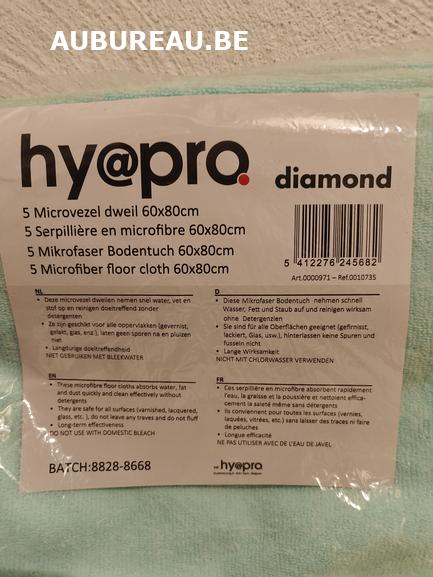 AUBUREAU.BE
hy@pro. diamond
5 Microvezel dweil 60x80cm
5 Serpillière en microfibre 60x80cm
5 Mikrofaser Bodentuch 60x80cm
5 Microfiber floor cloth 60x80cm
5 412276 245682
Art.0000971 – Ref.0010735
NL
• Deze microvezel dweilen nemen snel water, vet en
stof op en reinigen doeltreffend zonder
detergenten
• Ze zijn geschikt voor alle oppervlakken (gevernist,
gelakt, glas, enz.), laten geen sporen na en pluizen
niet
• Langdurige doeltreffendheid
NIET GEBRUIKEN MET BLEEKWATER
D
• Diese Mikrofaser Bodentuch nehmen schnell
Wasser, Fett und Staub auf und reinigen wirksam
ohne Detergenzien
• Sie sind für alle Oberflächen geeignet (gefirnisst,
lackiert, Glas, usw.), hinterlassen keine Spuren und
fusseln nicht
• Lange Wirksamkeit
NICHT MIT CHLORWASSER VERWENDEN
EN
• These microfibre floor cloths absorbs water, fat
and dust quickly and clean effectively without
detergents
• They are safe for all surfaces (varnished, lacquered,
glass, etc.), do not leave any traces and do not fluff
• Long-term effectiveness
DO NOT USE WITH DOMESTIC BLEACH
FR
• Ces serpillière en microfibre absorbent rapidement
l'eau, la graisse et la poussière et nettoient effica-
cement la saleté même sans détergents
• Ils conviennent pour toutes les surfaces (vernies,
laquées, vitrées, etc.) sans laisser des traces ni faire
de peluches
• Longue efficacité
NE PAS UTILISER AVEC DE L'EAU DE JAVEL
BATCH:8828-8668
hy@pro.